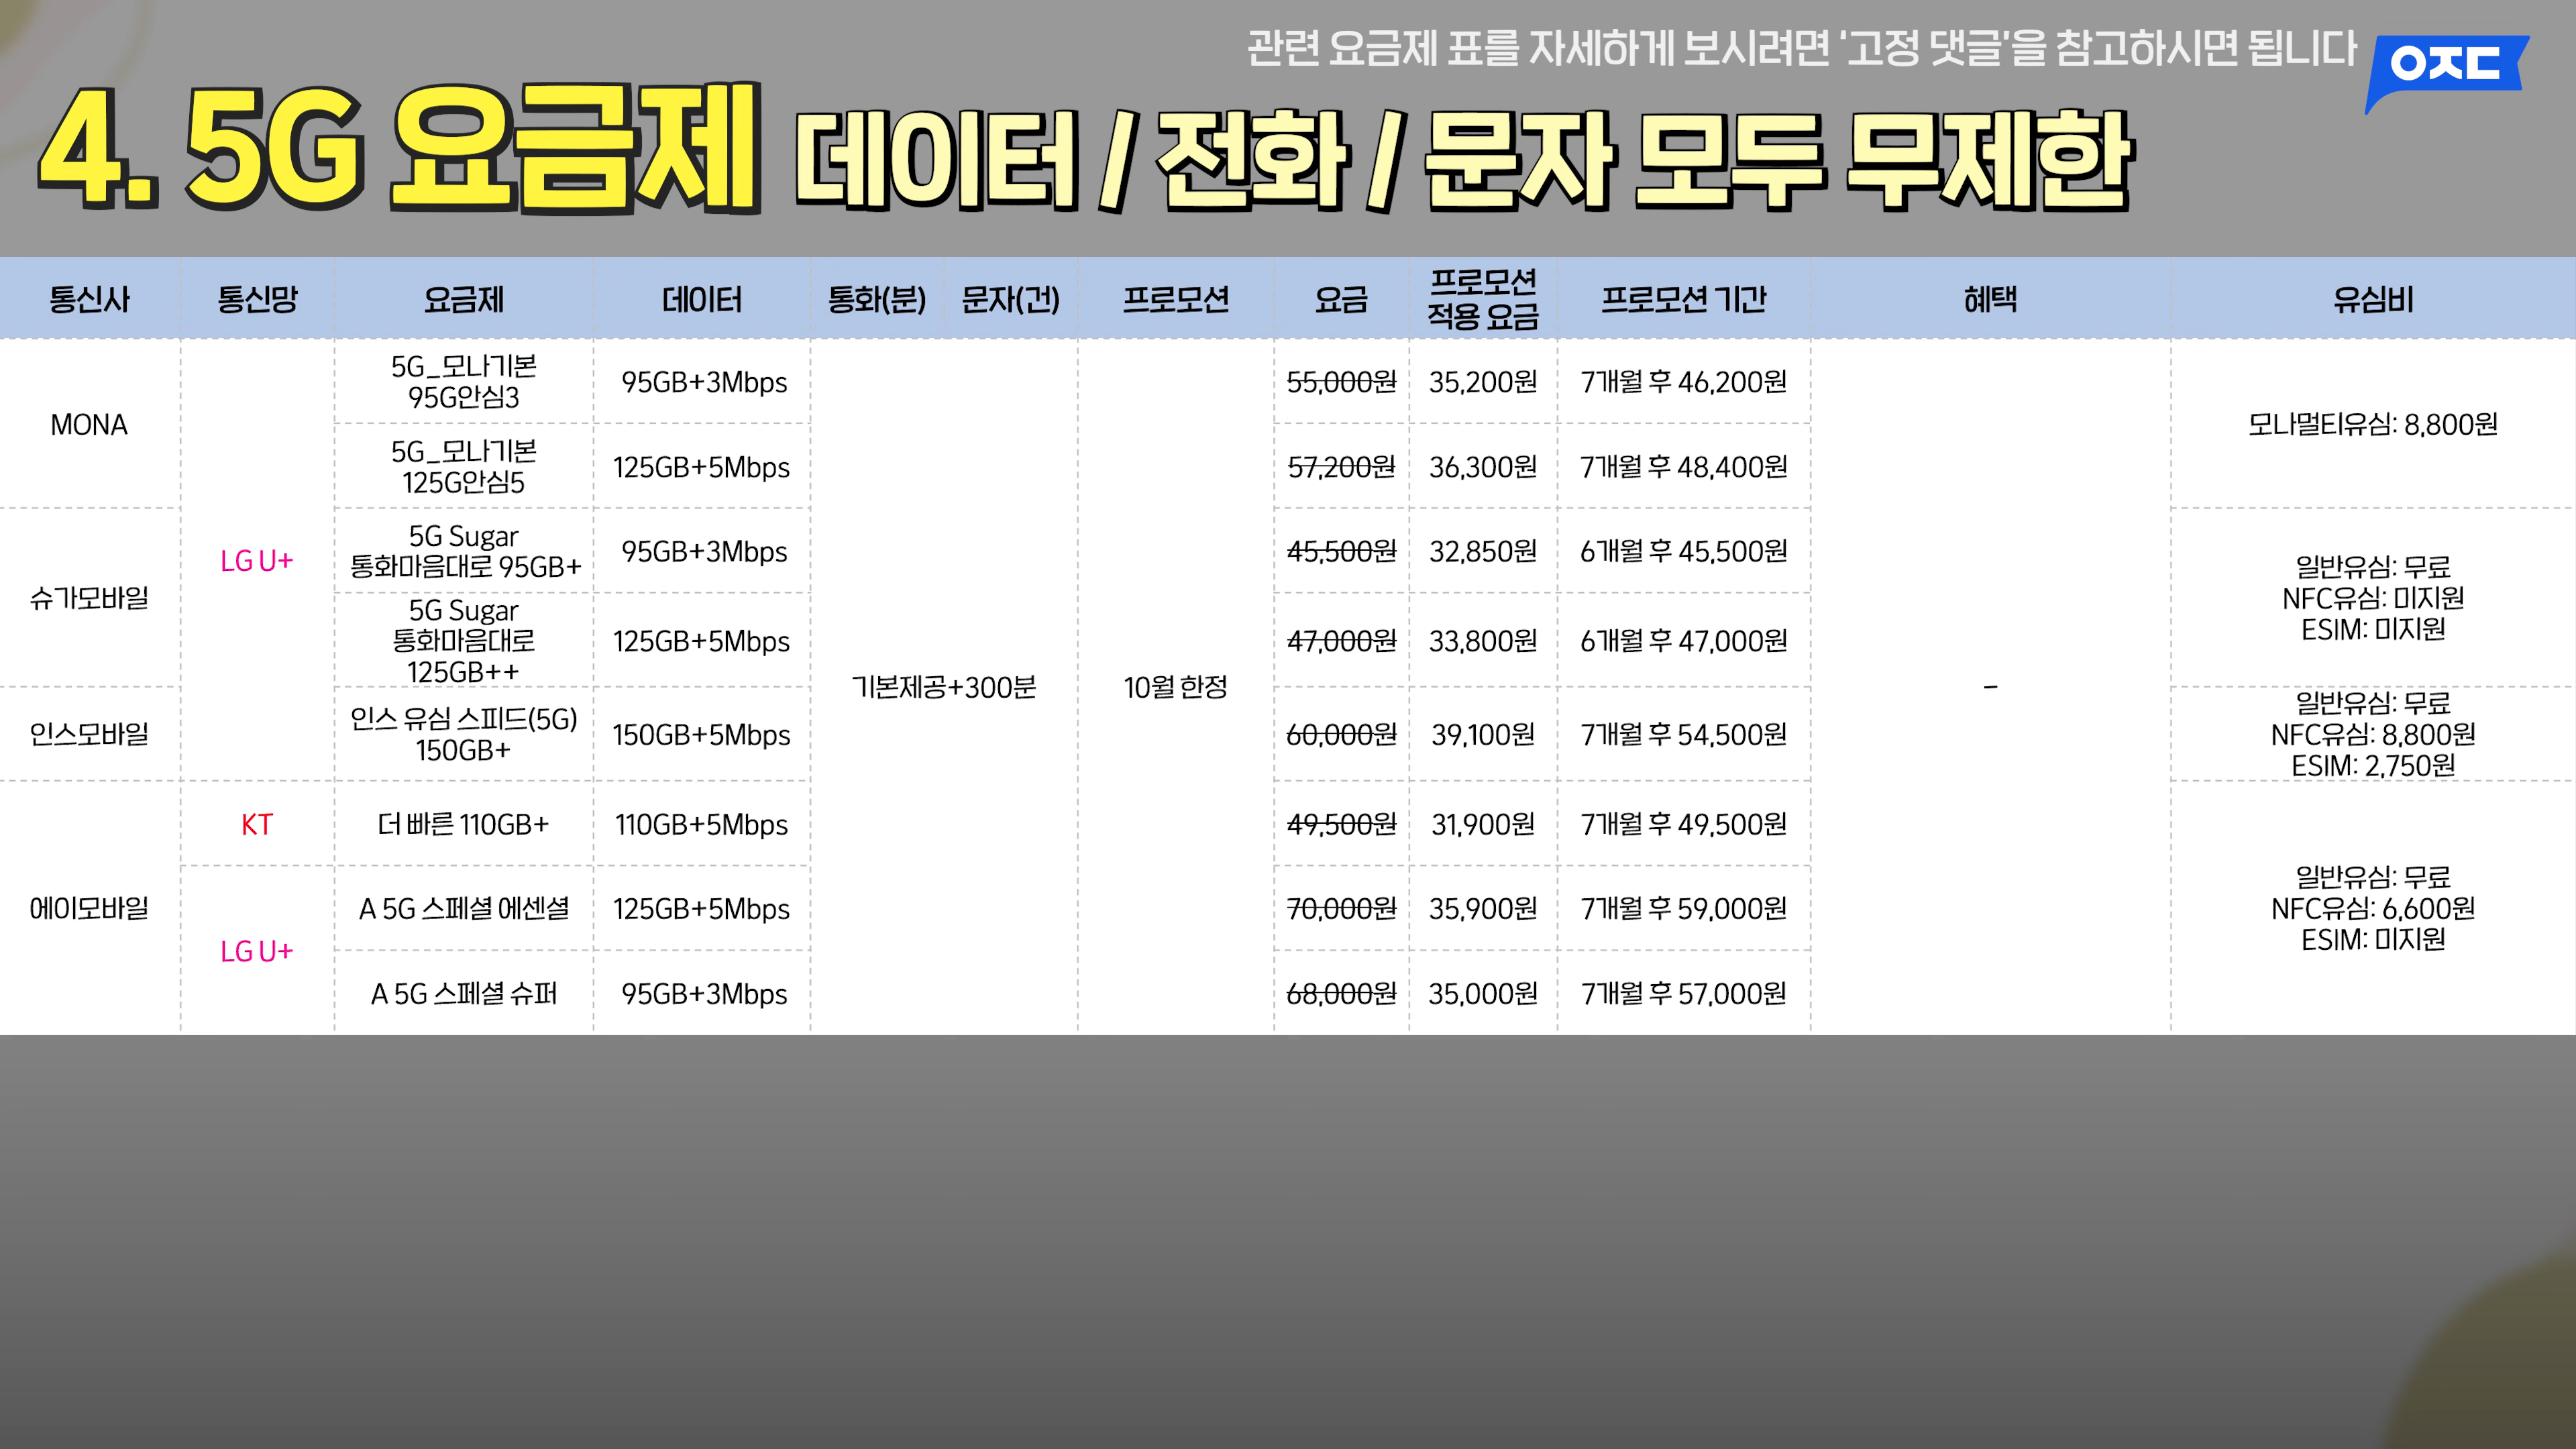 관련 요금제 표를 자세하게 보시려면 ‘고정 댓글’을 참고하시면 됩니다
오지드
4. 5G 요금제 데이터 / 전화 / 문자 모두 무제한
통신사 통신망 요금제 데이터 통화(분) 문자(건) 프로모션 요금 프로모션 적용 요금 프로모션 기간 혜택 유심비
MONA
LG U+
5G_모나기본
95G안심3
95GB+3Mbps
55,000원 35,200원 7개월 후 46,200원
모나멀티유심: 8,800원
5G_모나기본
125G안심5
125GB+5Mbps
57,200원 36,300원 7개월 후 48,400원
슈가모바일
5G Sugar
통화마음대로 95GB+
95GB+3Mbps
45,500원 32,850원 6개월 후 45,500원
일반유심: 무료
NFC유심: 미지원
ESIM: 미지원
5G Sugar
통화마음대로
125GB++
125GB+5Mbps
47,000원 33,800원 6개월 후 47,000원
기본제공+300분
10월 한정
–
인스모바일
인스 유심 스피드(5G)
150GB+
150GB+5Mbps
60,000원 39,100원 7개월 후 54,500원
일반유심: 무료
NFC유심: 8,800원
ESIM: 2,750원
에이모바일
KT
더 빠른 110GB+
110GB+5Mbps
49,500원 31,900원 7개월 후 49,500원
LG U+
A 5G 스페셜 에센셜
125GB+5Mbps
70,000원 35,900원 7개월 후 59,000원
일반유심: 무료
NFC유심: 6,600원
ESIM: 미지원
A 5G 스페셜 슈퍼
95GB+3Mbps
68,000원 35,000원 7개월 후 57,000원